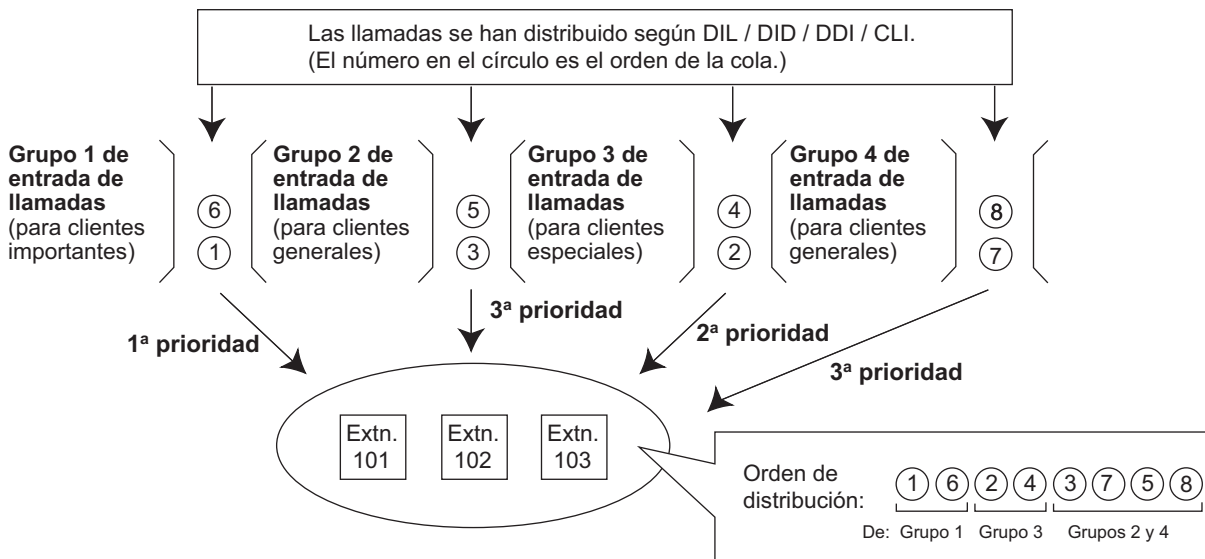 Las llamadas se han distribuido según DIL / DID / DDI / CLI.
(El número en el círculo es el orden de la cola.)
Grupo 1 de
entrada de
llamadas
(para clientes
importantes)
6
1
Grupo 2 de
entrada de
llamadas
(para clientes
generales)
5
3
Grupo 3 de
entrada de
llamadas
(para clientes
especiales)
4
2
Grupo 4 de
entrada de
llamadas
(para clientes
generales)
8
7
1ª prioridad
3ª prioridad
2ª prioridad
3ª prioridad
Extn.
101
Extn.
102
Extn.
103
Orden de
distribución:
1 6 2 4 3 7 5 8
De: Grupo 1 Grupo 3 Grupos 2 y 4